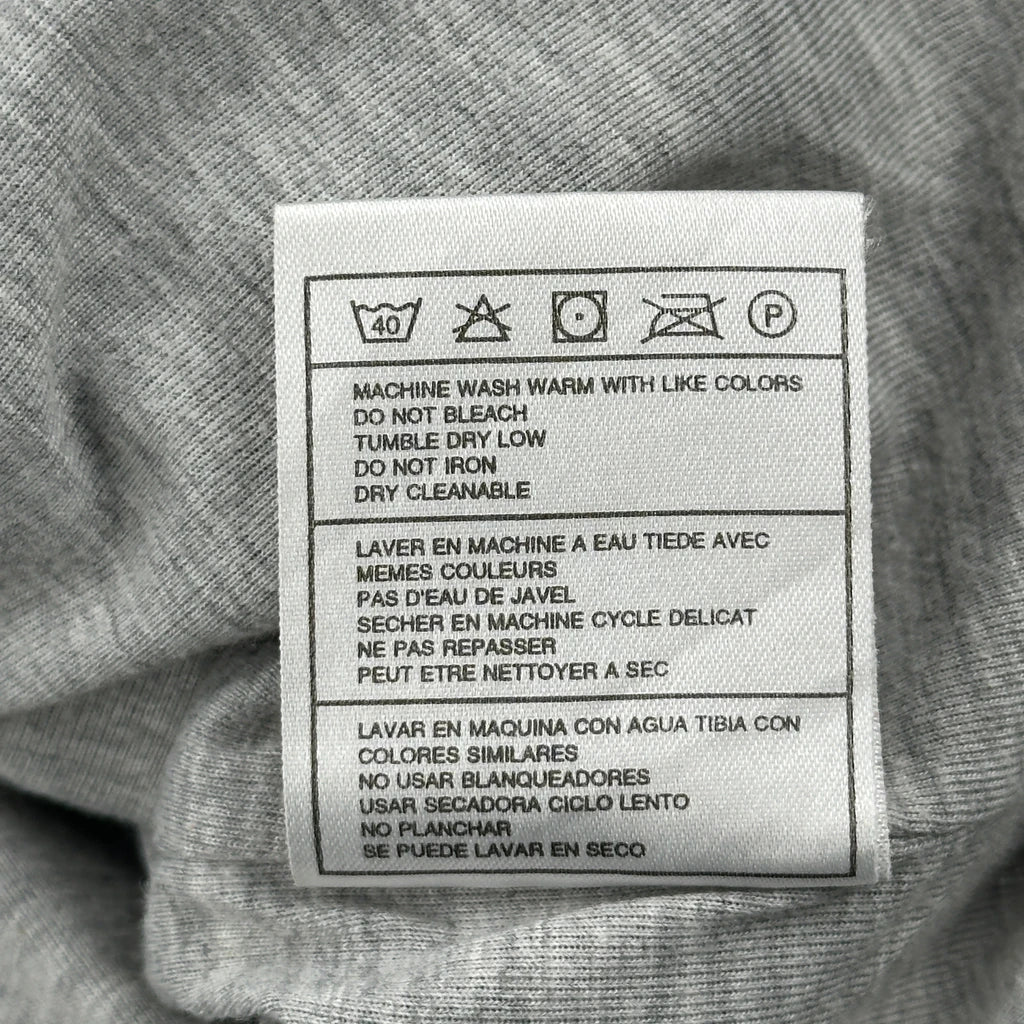 40 P
MACHINE WASH WARM WITH LIKE COLORS
DO NOT BLEACH
TUMBLE DRY LOW
DO NOT IRON
DRY CLEANABLE
LAVER EN MACHINE A EAU TIEDE AVEC
MEMES COULEURS
PAS D'EAU DE JAVEL
SECHER EN MACHINE CYCLE DELICAT
NE PAS REPASSER
PEUT ETRE NETTOYER A SEC
LAVAR EN MAQUINA CON AGUA TIBIA CON
COLORES SIMILARES
NO USAR BLANQUEADORES
USAR SECADORA CICLO LENTO
NO PLANCHAR
SE PUEDE LAVAR EN SECO